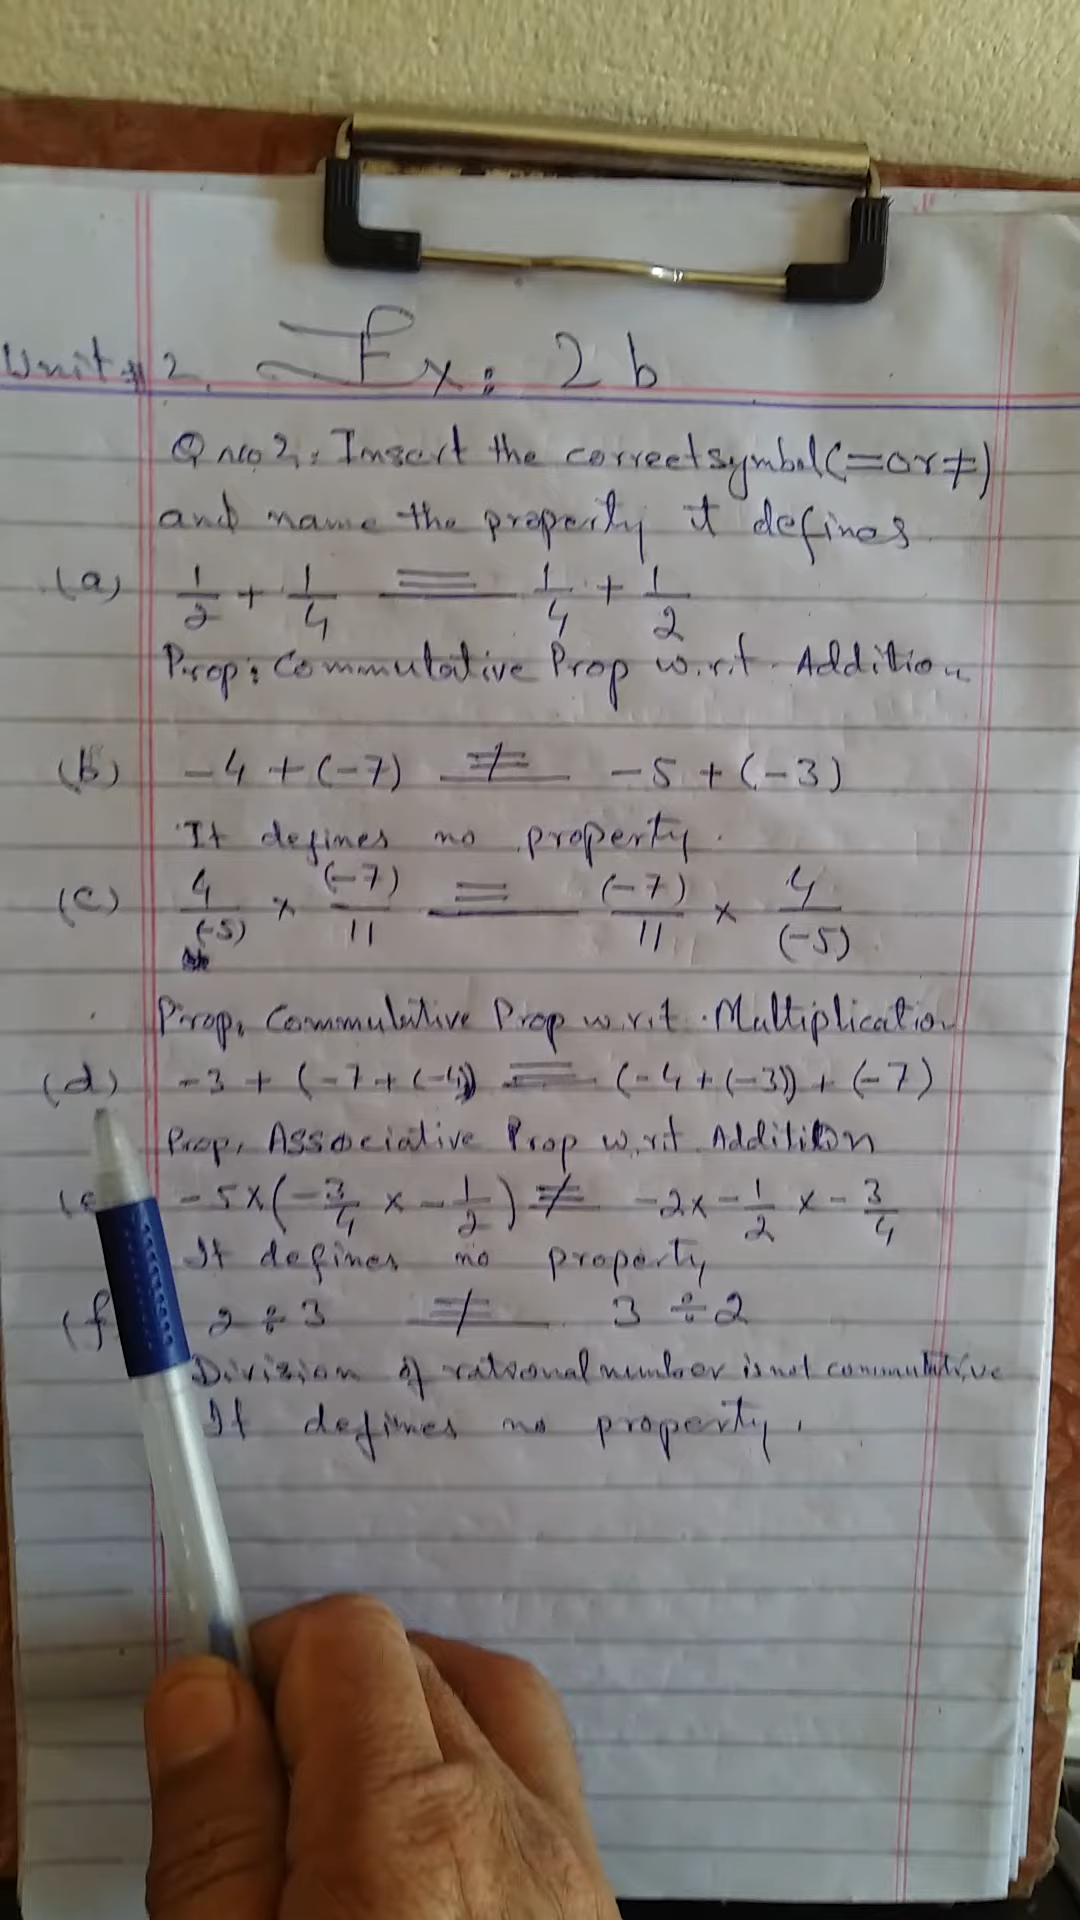 Unit # 2. Ex: 2 b
Q no 2: Insert the correct symbol (= or ≠)
and name the property it defines
(a) 1/2 + 1/4 = 1/4 + 1/2
Prop: Commutative Prop w.r.t. Addition
(b) -4 + (-7) ≠ -5 + (-3)
It defines no property.
(c) 4/(-5) × (-7)/11 = (-7)/11 × 4/(-5)
Prop, Commulative Prop w.r.t. Multiplication
(d) -3 + (-7 + (-4)) = (-4 + (-3)) + (-7)
Prop, Associative Prop w.r.t Addition
-5 × (-3/4 × -1/2) ≠ -2 × -1/2 × -3/4
It defines no property
(f 2 ÷ 3 ≠ 3 ÷ 2
Division of rational number is not commutative
It defines no property.